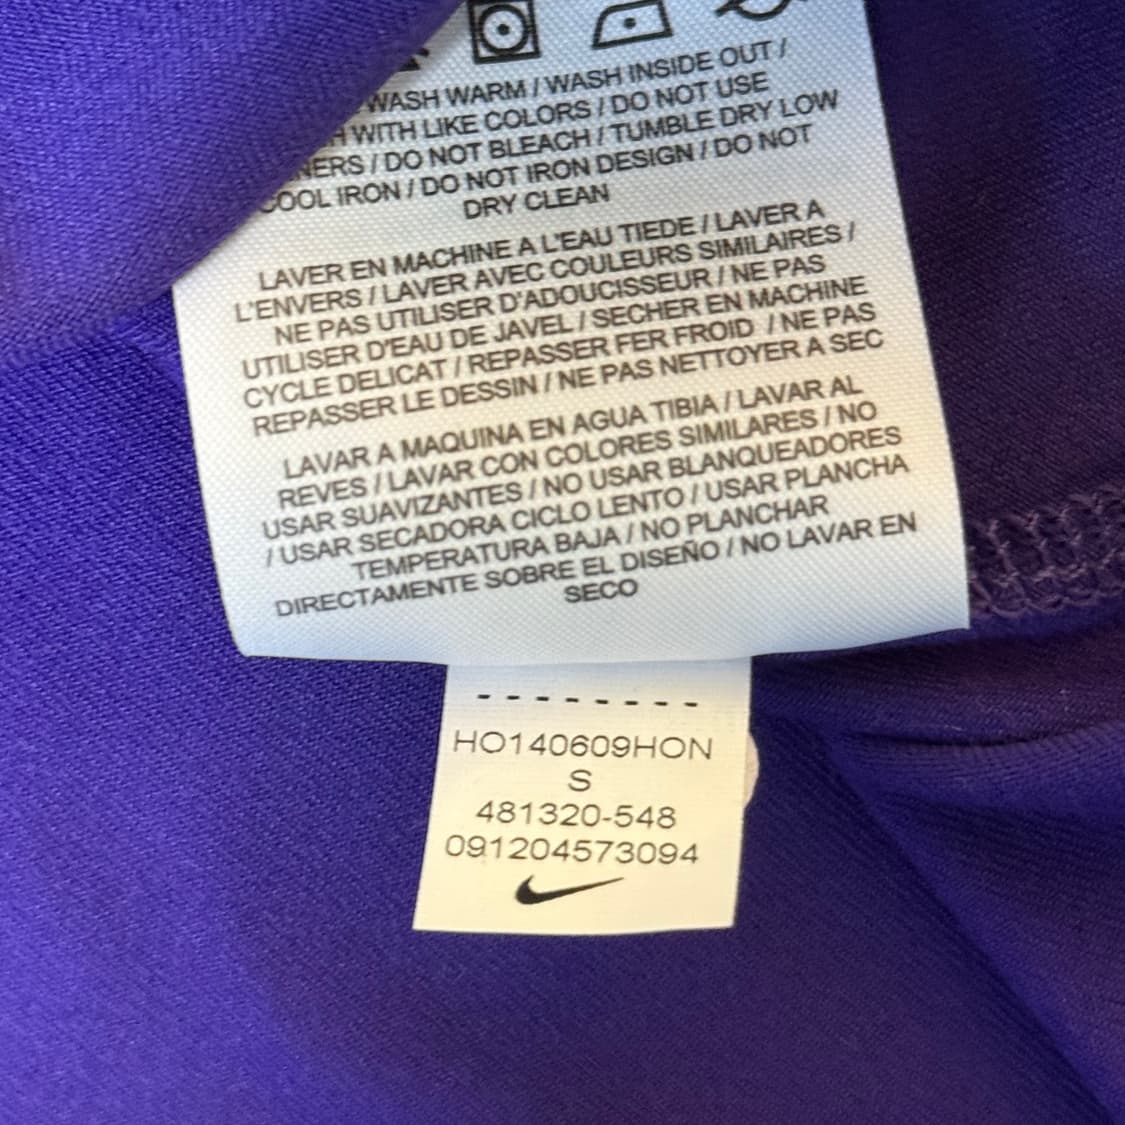 WASH WARM / WASH INSIDE OUT /
WITH LIKE COLORS / DO NOT USE
/ DO NOT BLEACH / TUMBLE DRY LOW
COOL IRON / DO NOT IRON DESIGN / DO NOT
DRY CLEAN
LAVER EN MACHINE A L'EAU TIEDE / LAVER A
L'ENVERS / LAVER AVEC COULEURS SIMILAIRES /
NE PAS UTILISER D'ADOUCISSEUR / NE PAS
UTILISER D'EAU DE JAVEL / SECHER EN MACHINE
CYCLE DELICAT / REPASSER FER FROID / NE PAS
REPASSER LE DESSIN / NE PAS NETTOYER A SEC
LAVAR A MAQUINA EN AGUA TIBIA / LAVAR AL
REVES / LAVAR CON COLORES SIMILARES / NO
USAR SUAVIZANTES / NO USAR BLANQUEADORES
/ USAR SECADORA CICLO LENTO / USAR PLANCHA
TEMPERATURA BAJA / NO PLANCHAR
DIRECTAMENTE SOBRE EL DISEÑO / NO LAVAR EN
SECO
HO140609HON
S
481320-548
091204573094